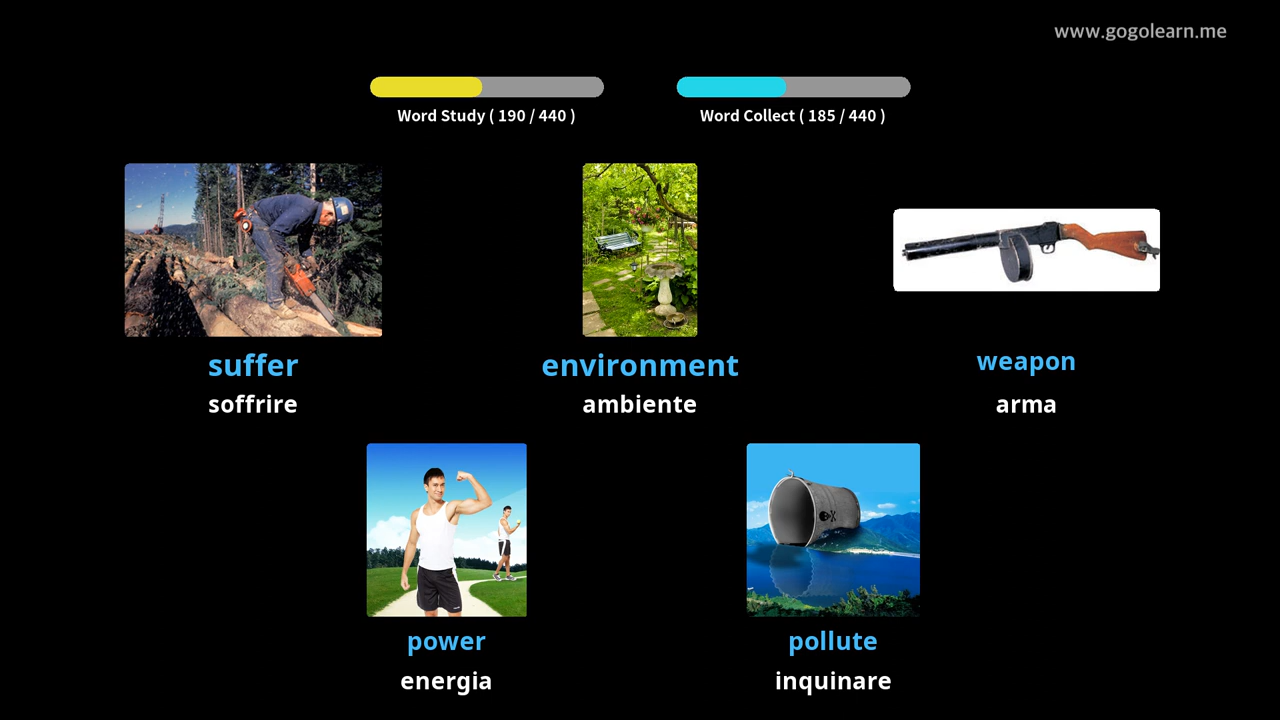 www.gogolearn.me
Word Study ( 190 / 440 )
Word Collect ( 185 / 440 )
suffer
soffrire
environment
ambiente
weapon
arma
power
energia
pollute
inquinare